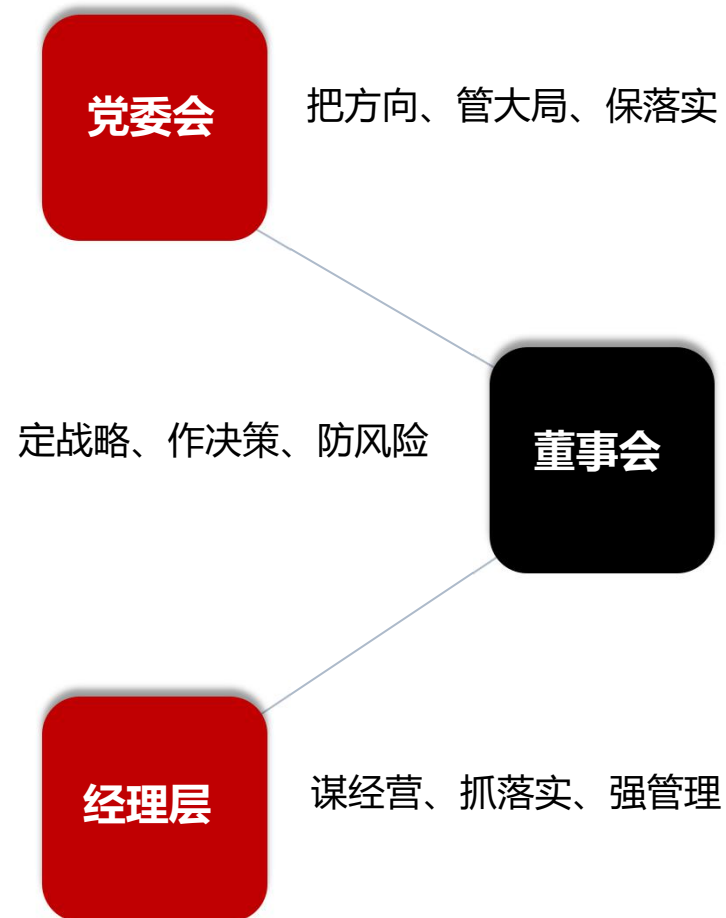 党委会
把方向、管大局、保落实
定战略、作决策、防风险
董事会
经理层
谋经营、抓落实、强管理